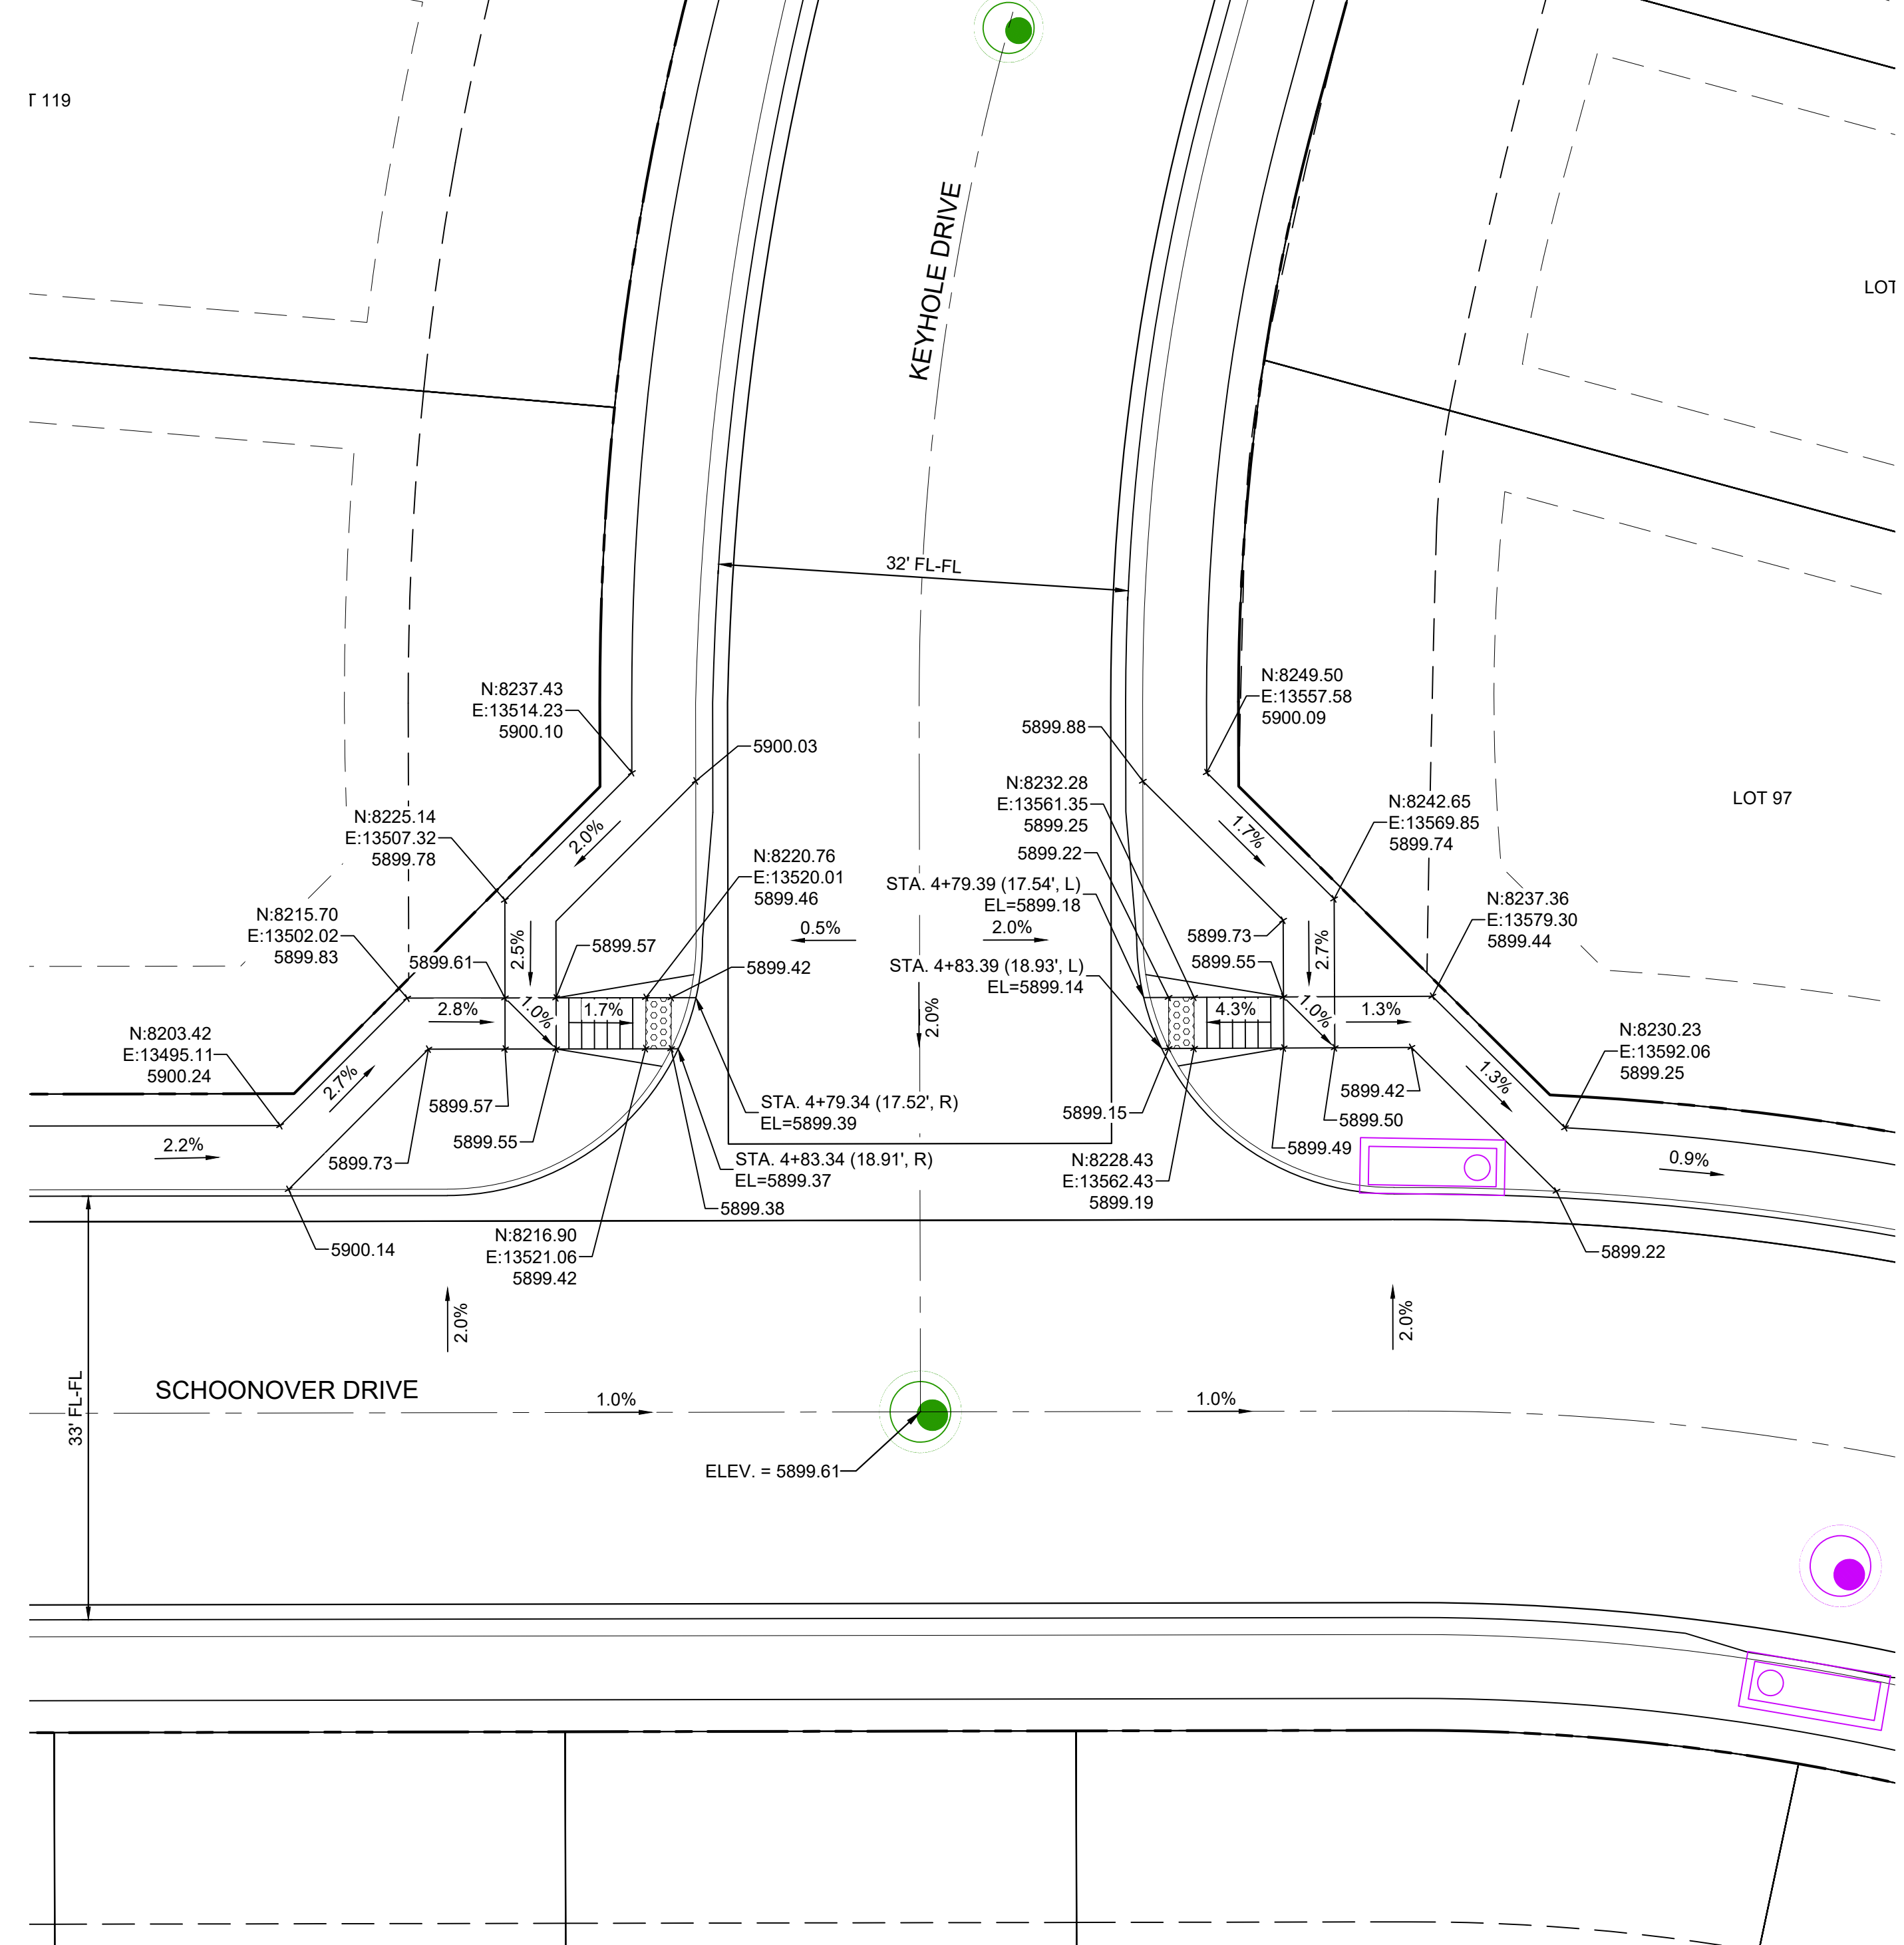 T 119
KEYHOLE DRIVE
LOT
32' FL-FL
N:8237.43
E:13514.23
5900.10
5900.03
5899.88
N:8249.50
E:13557.58
5900.09
N:8232.28
E:13561.35
5899.25
LOT 97
N:8242.65
E:13569.85
5899.74
N:8225.14
E:13507.32
5899.78
2.0%
1.7%
N:8220.76
E:13520.01
5899.46
5899.22
STA. 4+79.39 (17.54', L)
EL=5899.18
N:8237.36
E:13579.30
5899.44
N:8215.70
E:13502.02
5899.83
0.5%
2.0%
5899.73
5899.57
2.5%
2.7%
5899.61
5899.42
5899.55
STA. 4+83.39 (18.93', L)
EL=5899.14
2.8%
1.0%
1.7%
2.0%
4.3%
1.0%
1.3%
N:8203.42
E:13495.11
5900.24
2.7%
N:8230.23
E:13592.06
5899.25
1.3%
5899.42
5899.57
STA. 4+79.34 (17.52', R)
EL=5899.39
5899.15
5899.50
2.2%
5899.55
5899.49
5899.73
STA. 4+83.34 (18.91', R)
EL=5899.37
N:8228.43
E:13562.43
5899.19
0.9%
5899.38
N:8216.90
E:13521.06
5899.42
5900.14
5899.22
2.0%
2.0%
SCHOONOVER DRIVE
33' FL-FL
1.0%
1.0%
ELEV. = 5899.61